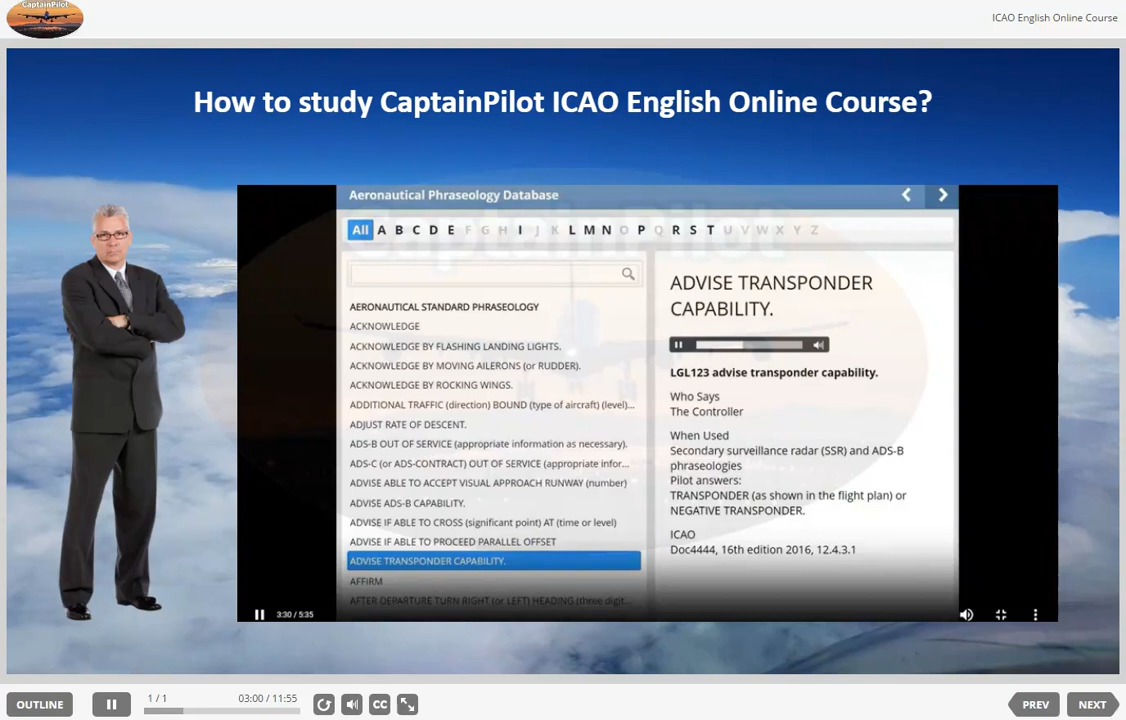 CaptainPilot
ICAO English Online Course
How to study CaptainPilot ICAO English Online Course?
Aeronautical Phraseology Database
All A B C D E F G H I J K L M N O P Q R S T U V W X Y Z
AERONAUTICAL STANDARD PHRASEOLOGY
ACKNOWLEDGE
ACKNOWLEDGE BY FLASHING LANDING LIGHTS.
ACKNOWLEDGE BY MOVING AILERONS (or RUDDER).
ACKNOWLEDGE BY ROCKING WINGS.
ADDITIONAL TRAFFIC (direction) BOUND (type of aircraft) (level)...
ADJUST RATE OF DESCENT.
ADS-B OUT OF SERVICE (appropriate information as necessary).
ADS-C (or ADS-CONTRACT) OUT OF SERVICE (appropriate infor...
ADVISE ABLE TO ACCEPT VISUAL APPROACH RUNWAY (number)
ADVISE ADS-B CAPABILITY.
ADVISE IF ABLE TO CROSS (significant point) AT (time or level)
ADVISE IF ABLE TO PROCEED PARALLEL OFFSET
ADVISE TRANSPONDER CAPABILITY.
AFFIRM
AFTER DEPARTURE TURN RIGHT (or LEFT) HEADING (three digit...
ADVISE TRANSPONDER
CAPABILITY.
LGL123 advise transponder capability.
Who Says
The Controller
When Used
Secondary surveillance radar (SSR) and ADS-B
phraseologies
Pilot answers:
TRANSPONDER (as shown in the flight plan) or
NEGATIVE TRANSPONDER.
ICAO
Doc4444, 16th edition 2016, 12.4.3.1
CaptainPilot
3:30 / 5:35
OUTLINE
1 / 1
03:00 / 11:55
CC
PREV
NEXT